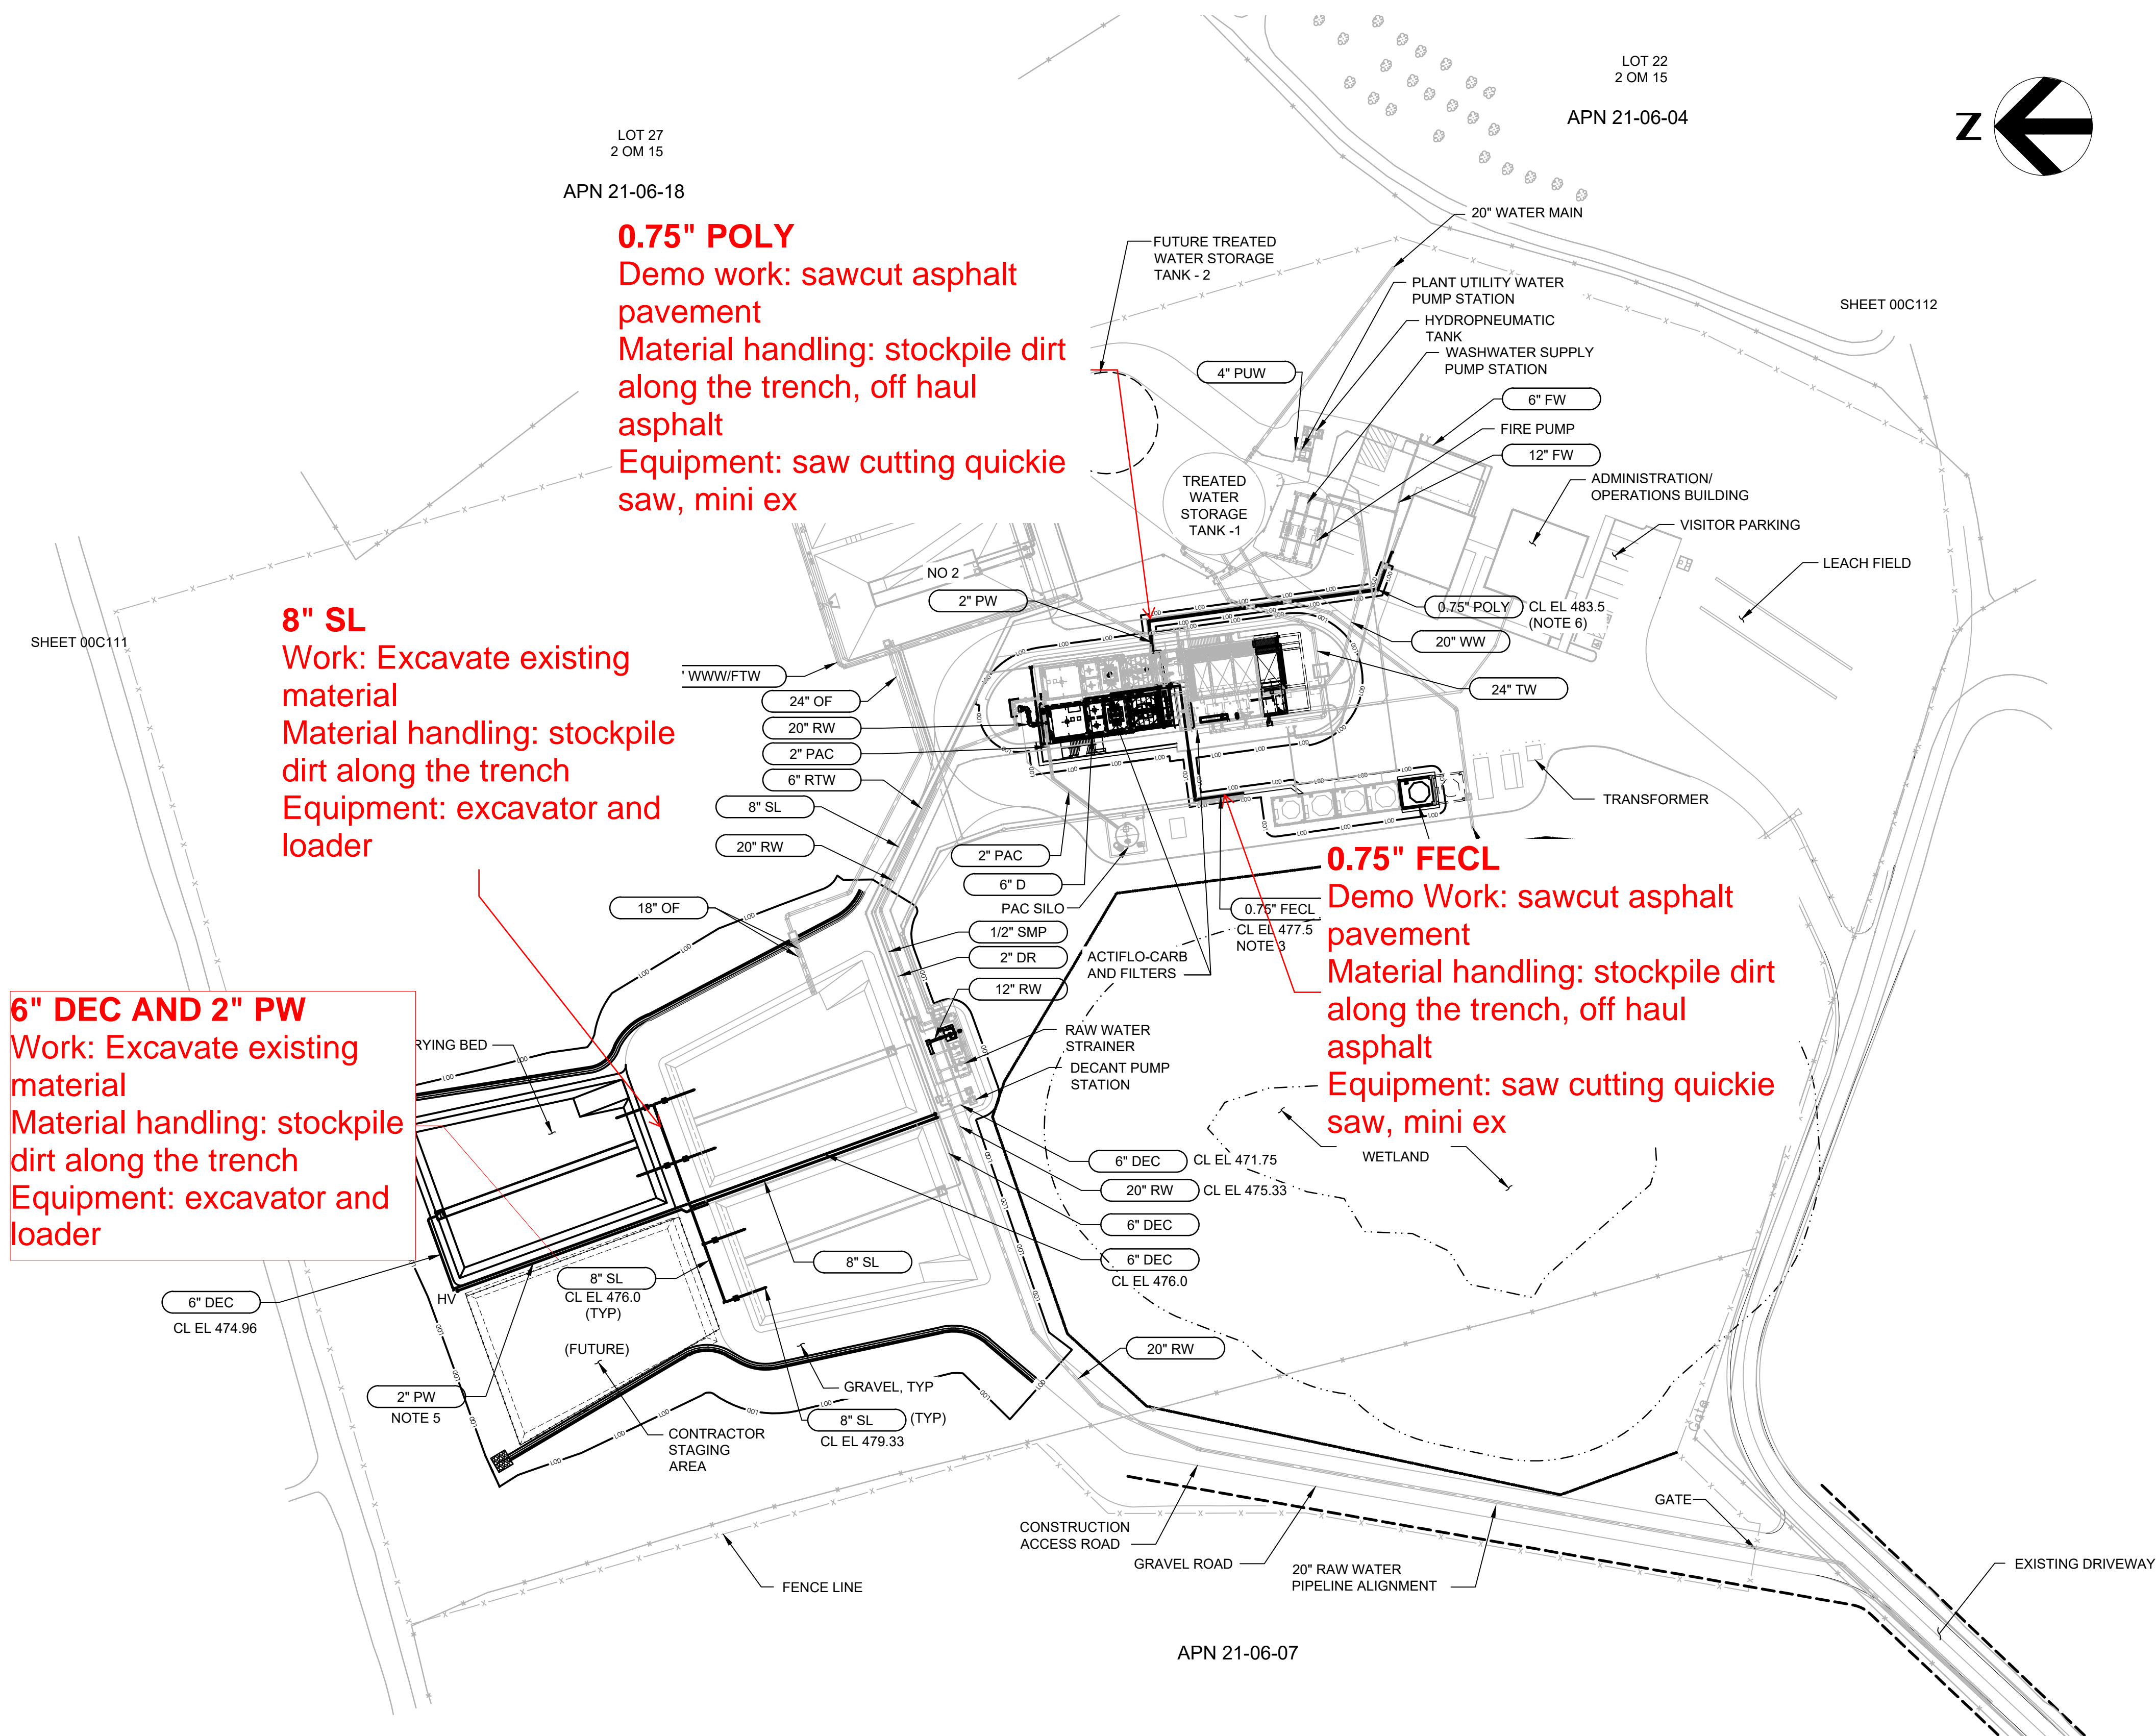 LOT 22
2 OM 15
APN 21-06-04
Z
LOT 27
2 OM 15
APN 21-06-18
0.75" POLY
Demo work: sawcut asphalt
pavement
Material handling: stockpile dirt
along the trench, off haul
asphalt
Equipment: saw cutting quickie
saw, mini ex
20" WATER MAIN
FUTURE TREATED
WATER STORAGE
TANK - 2
PLANT UTILITY WATER
PUMP STATION
HYDROPNEUMATIC
TANK
WASHWATER SUPPLY
PUMP STATION
SHEET 00C112
4" PUW
6" FW
FIRE PUMP
12" FW
ADMINISTRATION/
OPERATIONS BUILDING
VISITOR PARKING
LEACH FIELD
TREATED
WATER
STORAGE
TANK -1
NO 2
2" PW
0.75" POLY
CL EL 483.5
(NOTE 6)
20" WW
24" TW
SHEET 00C111
8" SL
Work: Excavate existing
material
Material handling: stockpile
dirt along the trench
Equipment: excavator and
loader
' WWW/FTW
24" OF
20" RW
2" PAC
6" RTW
8" SL
20" RW
TRANSFORMER
2" PAC
6" D
PAC SILO
18" OF
1/2" SMP
2" DR
12" RW
ACTIFLO-CARB
AND FILTERS
0.75" FECL
CL EL 477.5
NOTE 3
0.75" FECL
Demo Work: sawcut asphalt
pavement
Material handling: stockpile dirt
along the trench, off haul
asphalt
Equipment: saw cutting quickie
saw, mini ex
6" DEC AND 2" PW
Work: Excavate existing
material
Material handling: stockpile
dirt along the trench
Equipment: excavator and
loader
RYING BED
RAW WATER
STRAINER
DECANT PUMP
STATION
WETLAND
6" DEC
CL EL 471.75
20" RW
CL EL 475.33
6" DEC
6" DEC
CL EL 476.0
8" SL
8" SL
CL EL 476.0
(TYP)
HV
6" DEC
CL EL 474.96
(FUTURE)
20" RW
2" PW
NOTE 5
GRAVEL, TYP
8" SL
(TYP)
CL EL 479.33
CONTRACTOR
STAGING
AREA
Gate
GATE
CONSTRUCTION
ACCESS ROAD
GRAVEL ROAD
20" RAW WATER
PIPELINE ALIGNMENT
FENCE LINE
EXISTING DRIVEWAY
APN 21-06-07